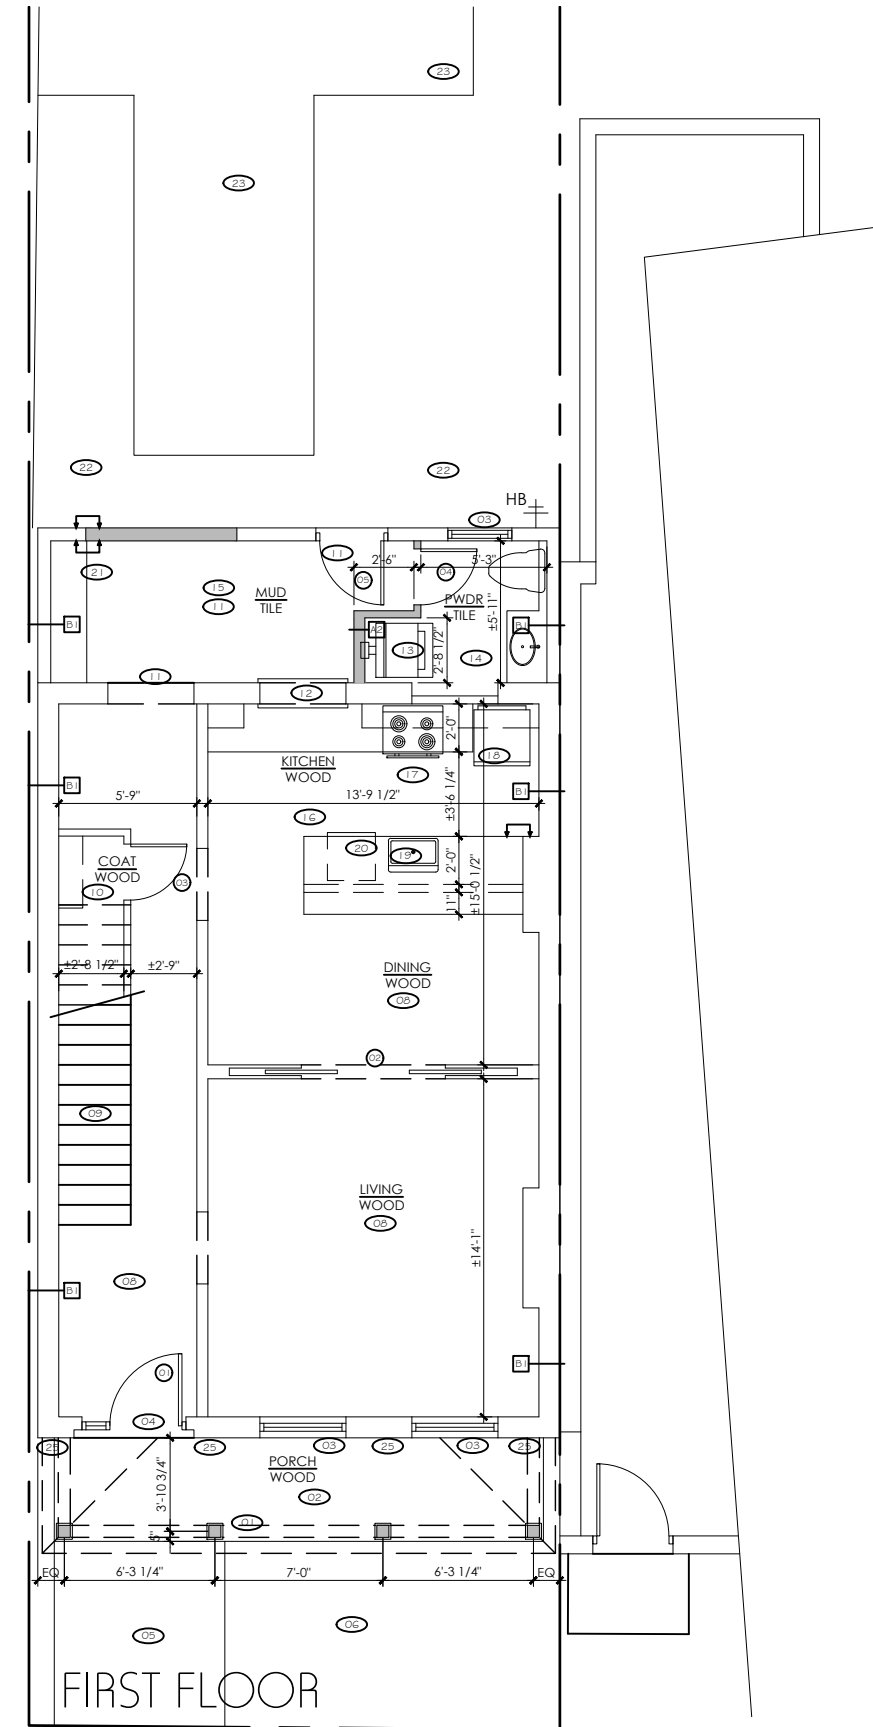 23
23
22
22
HB
03
21
11
2'-6"
04
5'-3"
05
15
11
MUD
TILE
PWDR
TILE
±5'-11"
B1
A2
B1
13
2'-8 1/2"
14
11
12
KITCHEN
WOOD
2'-0"
18
17
B1
B1
5'-9"
13'-9 1/2"
±3'-6 1/4"
16
COAT
WOOD
20
19
2'-0"
±15'-0 1/2"
03
10
11"
±2'-8 1/2"
±2'-9"
DINING
WOOD
08
02
09
LIVING
WOOD
08
±14'-1"
08
B1
B1
01
04
25
25
03
25
03
25
PORCH
WOOD
3'-10 3/4"
02
01
5"
EQ
6'-3 1/4"
7'-0"
6'-3 1/4"
EQ
05
06
FIRST FLOOR